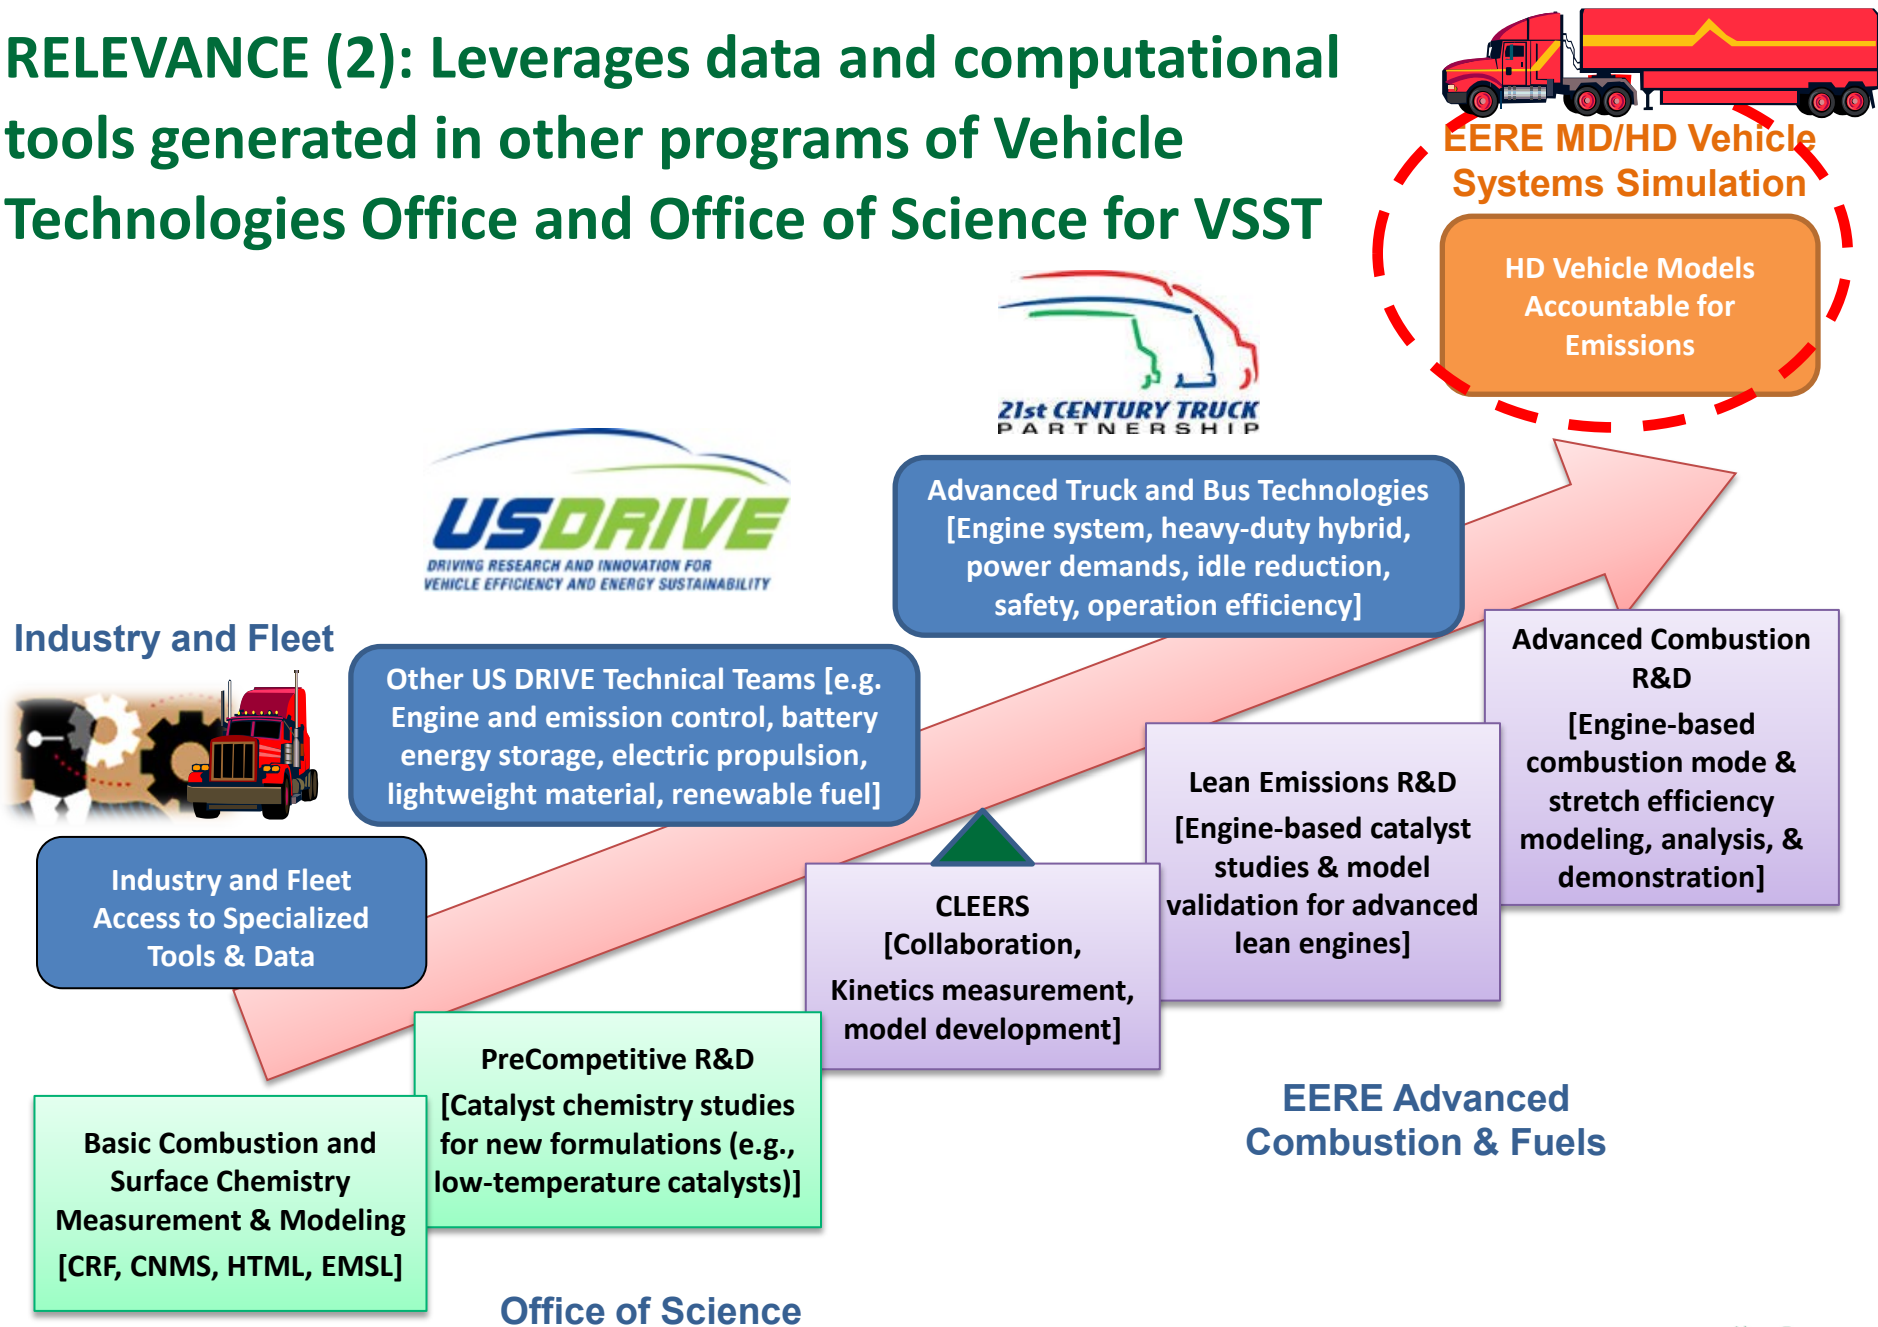 RELEVANCE (2): Leverages data and computational
tools generated in other programs of Vehicle
Technologies Office and Office of Science for VSST
EERE MD/HD Vehicle
Systems Simulation
HD Vehicle Models
Accountable for
Emissions
21st CENTURY TRUCK
PARTNERSHIP
Advanced Truck and Bus Technologies
[Engine system, heavy-duty hybrid,
power demands, idle reduction,
safety, operation efficiency]
USDRIVE
DRIVING RESEARCH AND INNOVATION FOR
VEHICLE EFFICIENCY AND ENERGY SUSTAINABILITY
Other US DRIVE Technical Teams [e.g.
Engine and emission control, battery
energy storage, electric propulsion,
lightweight material, renewable fuel]
Industry and Fleet
Industry and Fleet
Access to Specialized
Tools & Data
Advanced Combustion
R&D
[Engine-based
combustion mode &
stretch efficiency
modeling, analysis, &
demonstration]
Lean Emissions R&D
[Engine-based catalyst
studies & model
validation for advanced
lean engines]
CLEERS
[Collaboration,
Kinetics measurement,
model development]
PreCompetitive R&D
[Catalyst chemistry studies
for new formulations (e.g.,
low-temperature catalysts)]
Basic Combustion and
Surface Chemistry
Measurement & Modeling
[CRF, CNMS, HTML, EMSL]
EERE Advanced
Combustion & Fuels
Office of Science